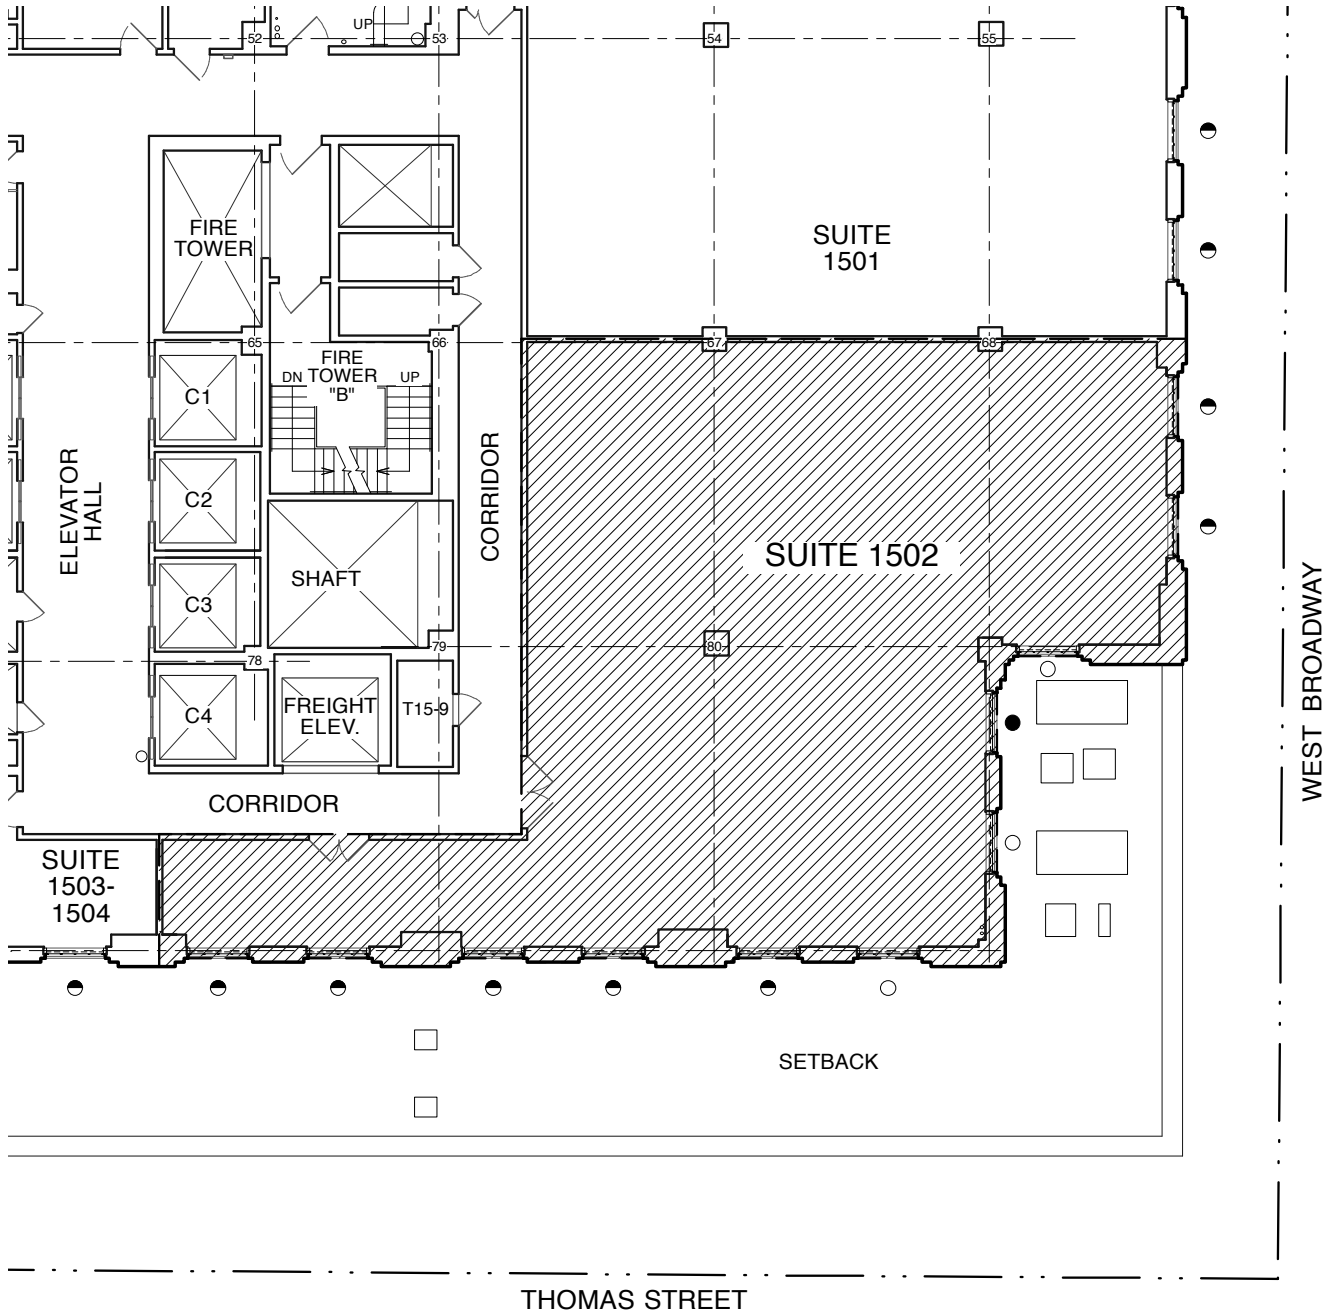 UP
52
53
54
55
FIRE
TOWER
SUITE
1501
65
66
67
68
FIRE
TOWER
"B"
DN
UP
C1
ELEVATOR
HALL
C2
CORRIDOR
SHAFT
SUITE 1502
C3
WEST BROADWAY
78
79
80
C4
FREIGHT
ELEV.
T15-9
CORRIDOR
SUITE
1503-
1504
SETBACK
THOMAS STREET